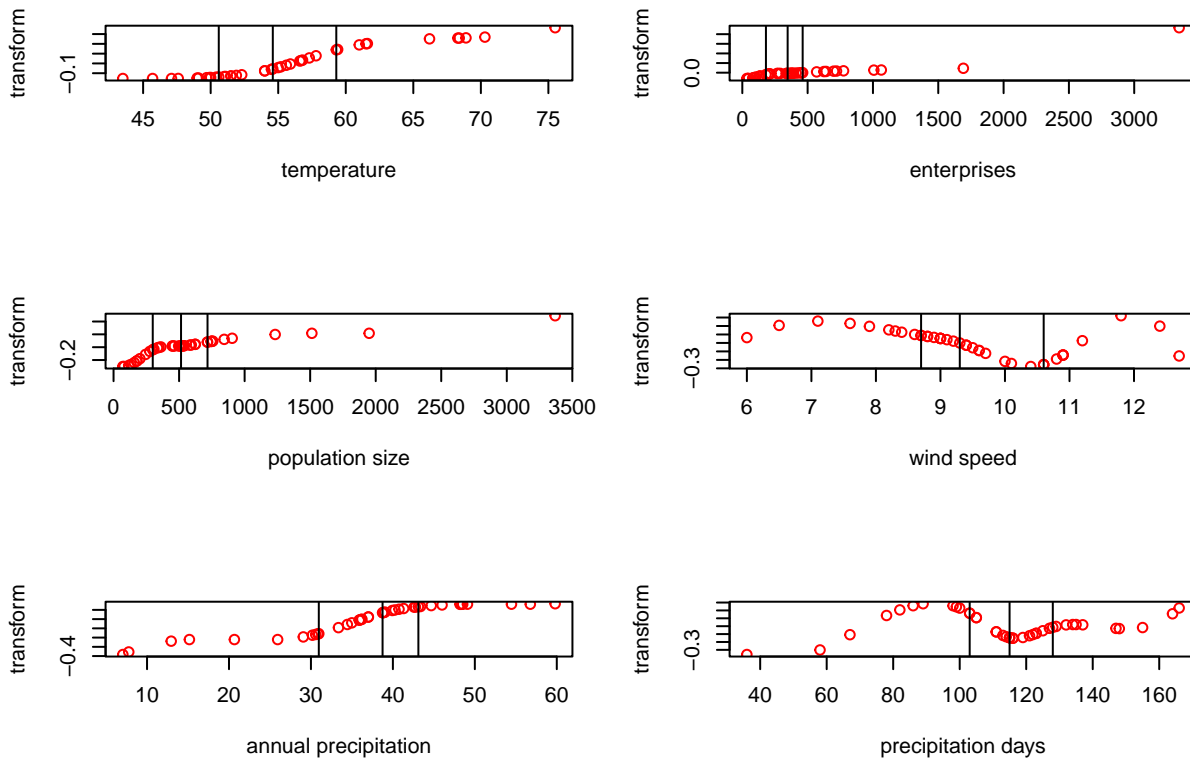 transform
−0.1
45 50 55 60 65 70 75
temperature
transform
0.0
0 500 1000 1500 2000 2500 3000
enterprises
transform
−0.2
0 500 1000 1500 2000 2500 3000 3500
population size
transform
−0.3
6 7 8 9 10 11 12
wind speed
transform
−0.4
10 20 30 40 50 60
annual precipitation
transform
−0.3
40 60 80 100 120 140 160
precipitation days